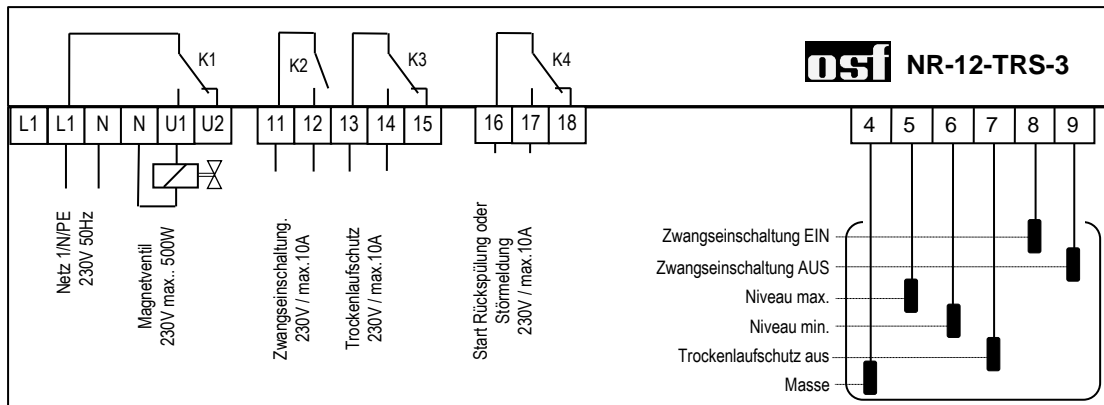 osf NR-12-TRS-3
K1
K2
K3
K4
L1 L1 N N U1 U2 11 12 13 14 15 16 17 18 4 5 6 7 8 9
Netz 1/N/PE
230V 50Hz
Magnetventil
230V max.. 500W
Zwangseinschaltung.
230V / max.10A
Trockenlaufschutz
230V / max.10A
Start Rückspülung oder
Störmeldung
230V / max.10A
Zwangseinschaltung EIN
Zwangseinschaltung AUS
Niveau max.
Niveau min.
Trockenlaufschutz aus
Masse